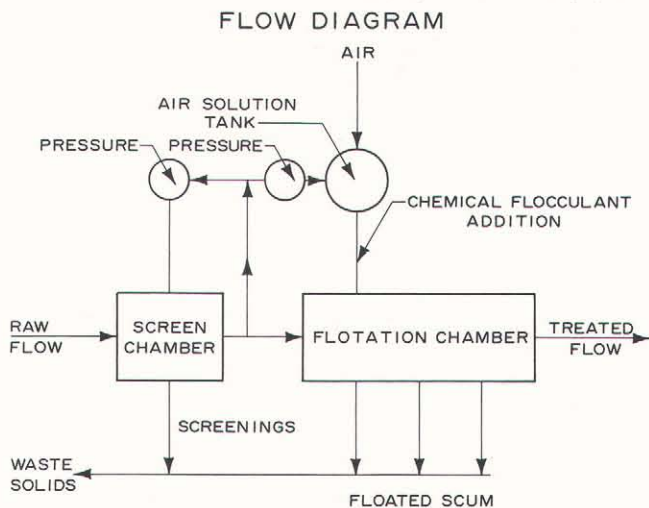 FLOW DIAGRAM
AIR
AIR SOLUTION
TANK
PRESSURE
PRESSURE
CHEMICAL FLOCCULANT
ADDITION
RAW
FLOW
SCREEN
CHAMBER
FLOTATION CHAMBER
TREATED
FLOW
SCREENINGS
WASTE
SOLIDS
FLOATED SCUM